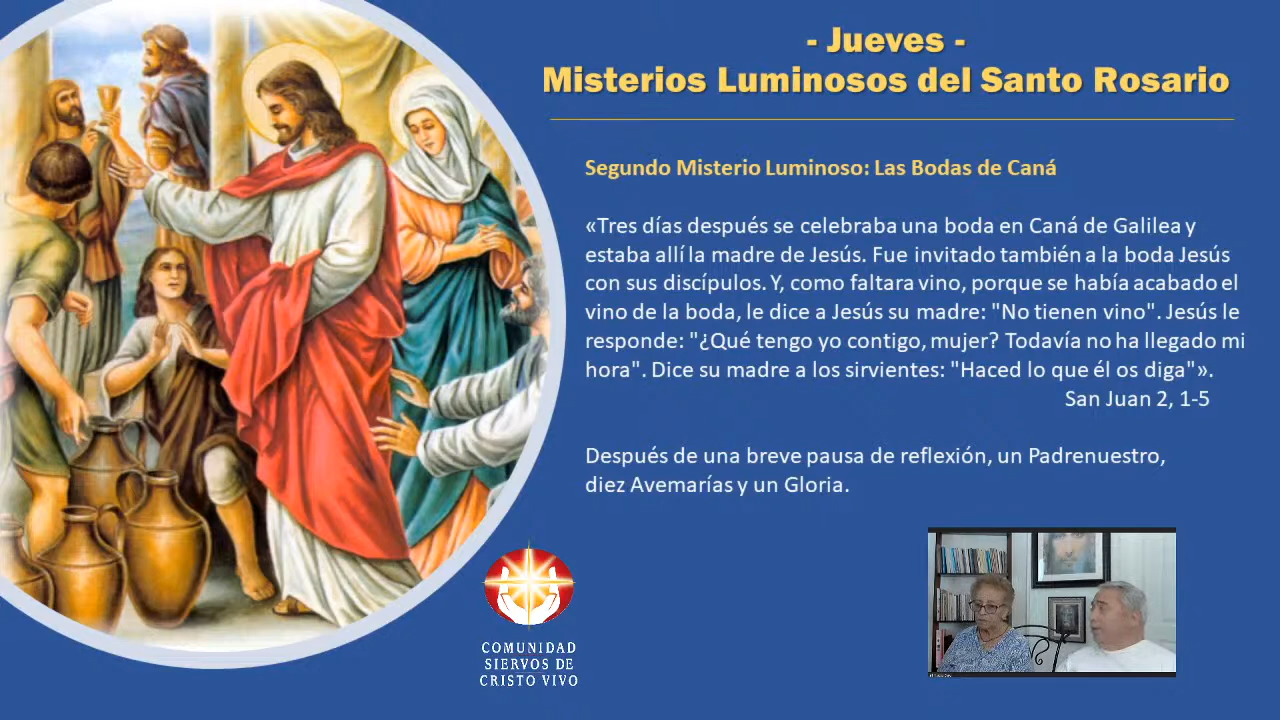 - Jueves -
Misterios Luminosos del Santo Rosario
Segundo Misterio Luminoso: Las Bodas de Caná
«Tres días después se celebraba una boda en Caná de Galilea y
estaba allí la madre de Jesús. Fue invitado también a la boda Jesús
con sus discípulos. Y, como faltara vino, porque se había acabado el
vino de la boda, le dice a Jesús su madre: "No tienen vino". Jesús le
responde: "¿Qué tengo yo contigo, mujer? Todavía no ha llegado mi
hora". Dice su madre a los sirvientes: "Haced lo que él os diga"».
San Juan 2, 1-5
Después de una breve pausa de reflexión, un Padrenuestro,
diez Avemarías y un Gloria.
COMUNIDAD
SIERVOS DE
CRISTO VIVO